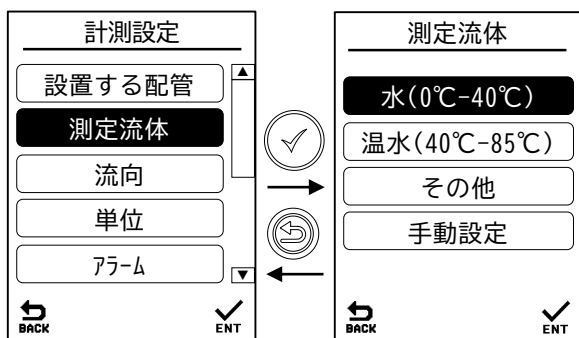 計測設定
設置する配管
測定流体
流向
単位
ｱﾗｰﾑ
BACK
ENT
測定流体
水(0℃-40℃)
温水(40℃-85℃)
その他
手動設定
BACK
ENT